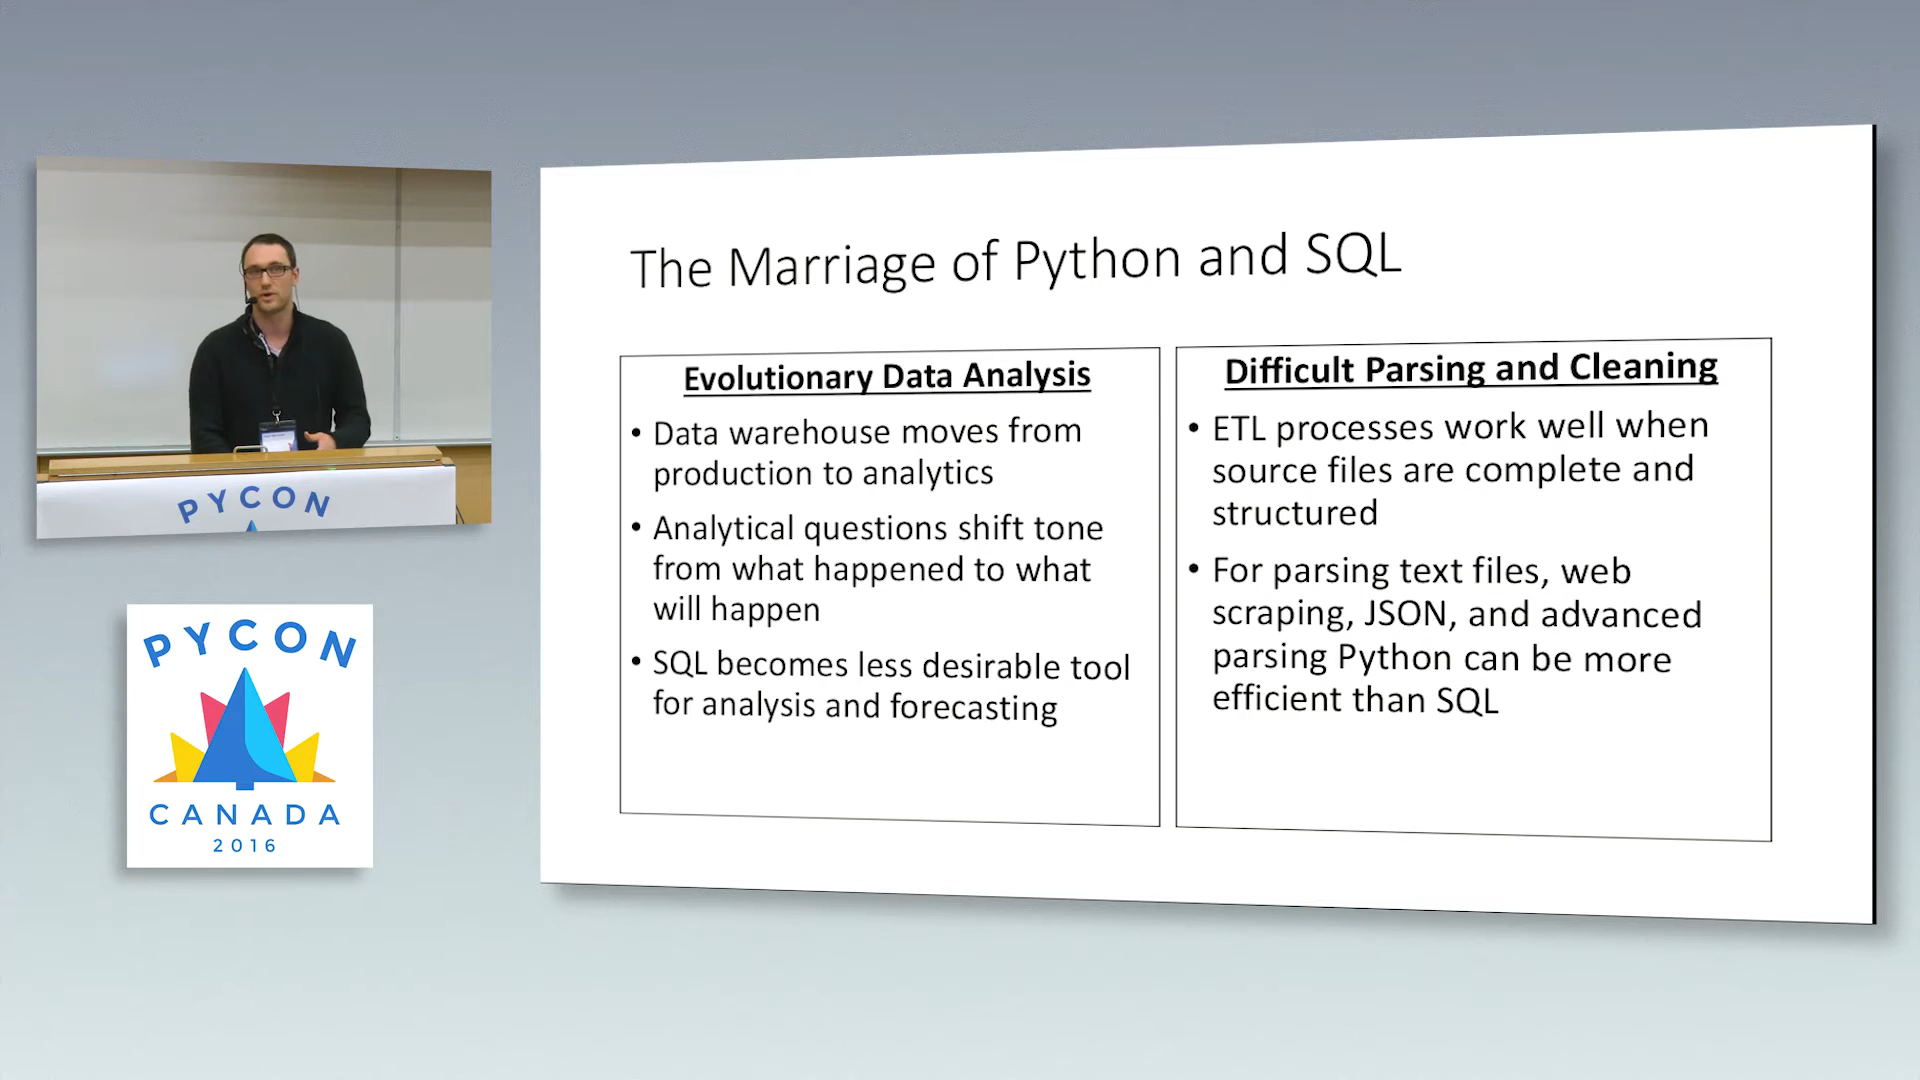 PYCON
PYCON
CANADA
2016
The Marriage of Python and SQL
Evolutionary Data Analysis
• Data warehouse moves from
production to analytics
• Analytical questions shift tone
from what happened to what
will happen
• SQL becomes less desirable tool
for analysis and forecasting
Difficult Parsing and Cleaning
• ETL processes work well when
source files are complete and
structured
• For parsing text files, web
scraping, JSON, and advanced
parsing Python can be more
efficient than SQL